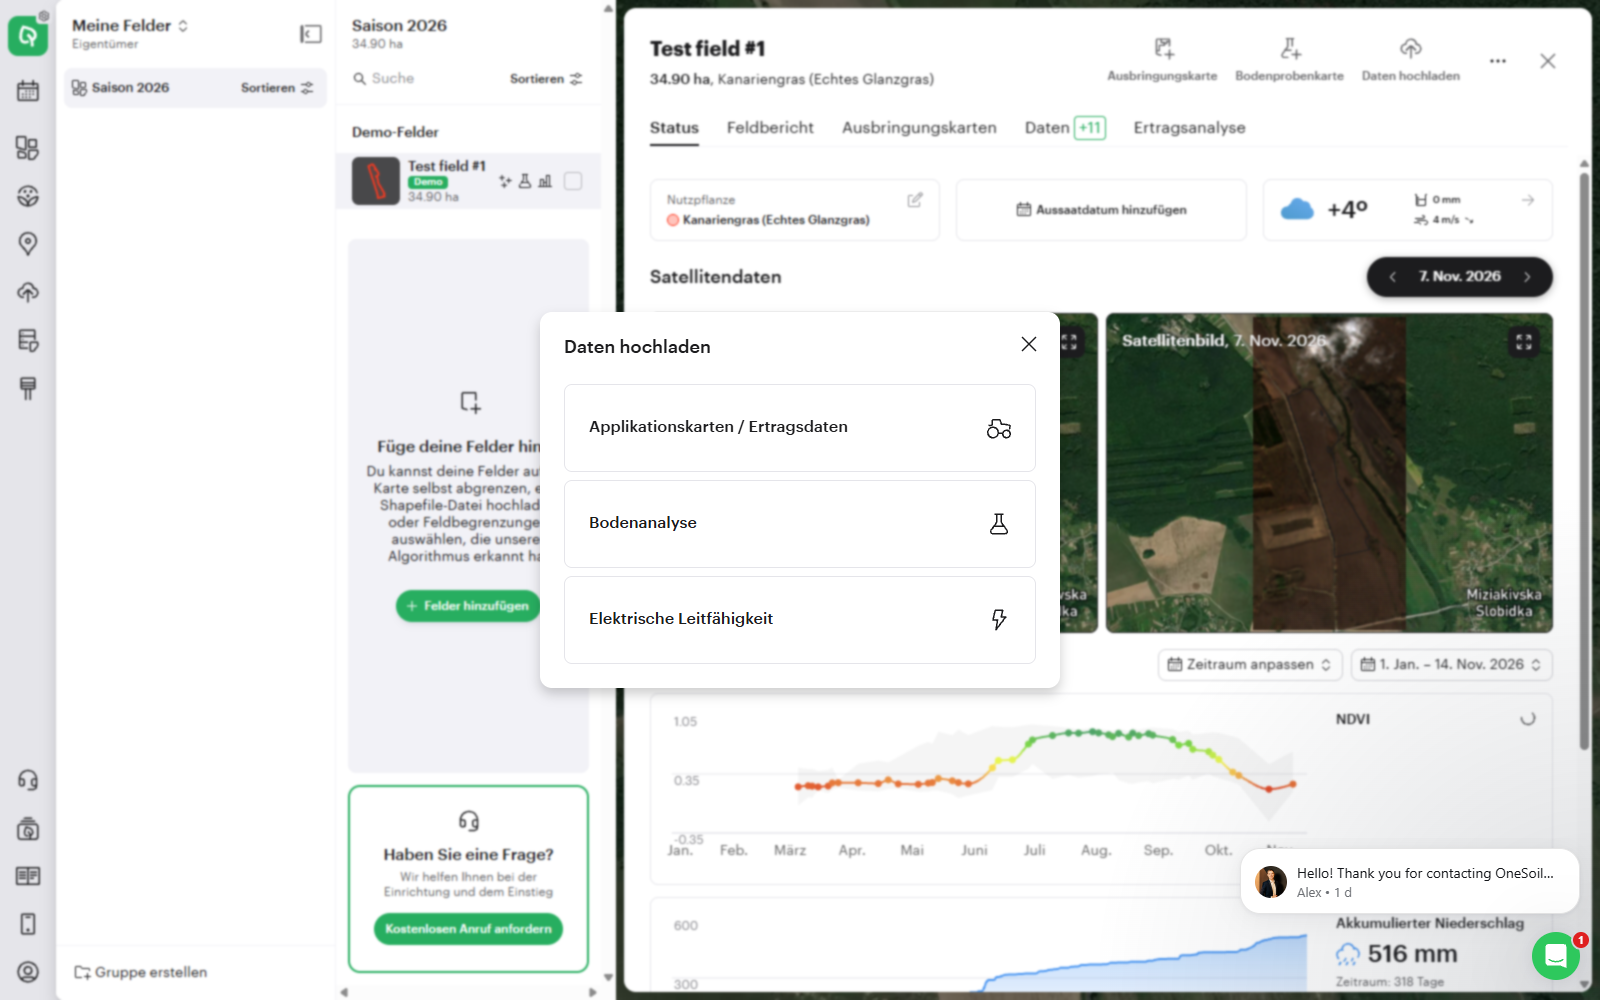 Meine Felder
Eigentümer
Saison 2026
Sortieren
Gruppe erstellen
Saison 2026
34.90 ha
Suche
Sortieren
Demo-Felder
Test field #1
Demo
34.90 ha
Füge deine Felder hin
Du kannst deine Felder au
Karte selbst abgrenzen, e
Shapefile-Datei hochlad
oder Feldbegrenzunge
auswählen, die unsere
Algorithmus erkannt ha
+ Felder hinzufügen
Haben Sie eine Frage?
Wir helfen Ihnen bei der
Einrichtung und dem Einstieg
Kostenlosen Anruf anfordern
Test field #1
34.90 ha, Kanariengras (Echtes Glanzgras)
Ausbringungskarte
Bodenprobenkarte
Daten hochladen
Status
Feldbericht
Ausbringungskarten
Daten +11
Ertragsanalyse
Nutzpflanze
Kanariengras (Echtes Glanzgras)
Aussaatdatum hinzufügen
+4°
0 mm
4 m/s
Satellitendaten
7. Nov. 2026
Satellitenbild, 7. Nov. 2026
Miziakivska
Slobidka
vska
ka
Daten hochladen
Applikationskarten / Ertragsdaten
Bodenanalyse
Elektrische Leitfähigkeit
Zeitraum anpassen
1. Jan. – 14. Nov. 2026
1.05
0.35
-0.35
Jan.
Feb.
März
Apr.
Mai
Juni
Juli
Aug.
Sep.
Okt.
Nov.
NDVI
Hello! Thank you for contacting OneSoil...
Alex • 1 d
600
300
Akkumulierter Niederschlag
516 mm
Zeitraum: 318 Tage
1